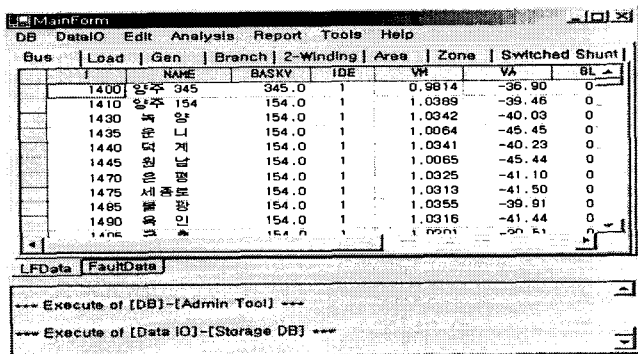 MainForm
DB DataIO Edit Analysis Report Tools Help
Bus Load Gen Branch 2-Winding Area Zone Switched Shunt
I NAME BASKV IDE VM VA GL
1400 양주 345 345.0 1 0.9814 -36.90 0
1410 양주 154 154.0 1 1.0389 -39.46 0
1430 154.0 1 1.0342 -40.03 0
1435 154.0 1 1.0064 -45.45 0
1440 덕 계 154.0 1 1.0341 -40.23 0
1445 원 남 154.0 1 1.0065 -45.44 0
1470 은 평 154.0 1 1.0325 -41.10 0
1475 세종로 154.0 1 1.0313 -41.50 0
1485 불 광 154.0 1 1.0355 -39.91 0
1490 옥 인 154.0 1 1.0316 -41.44 0
LFData FaultData
*** Execute of [DB]-[Admin Tool] ***
*** Execute of [Data IO]-[Storage DB] ***